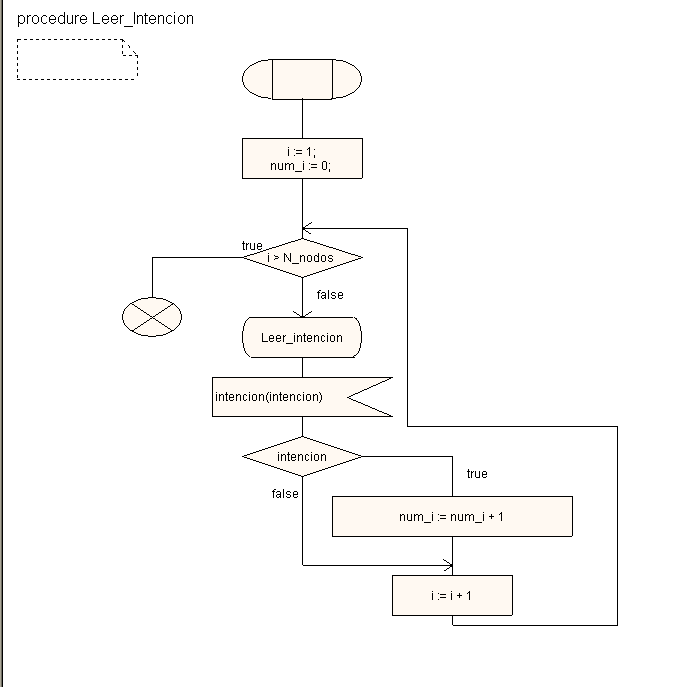 procedure Leer_Intencion
i := 1;
num_i := 0;
true
i > N_nodos
false
Leer_intencion
intencion(intencion)
intencion
true
false
num_i := num_i + 1
i := i + 1